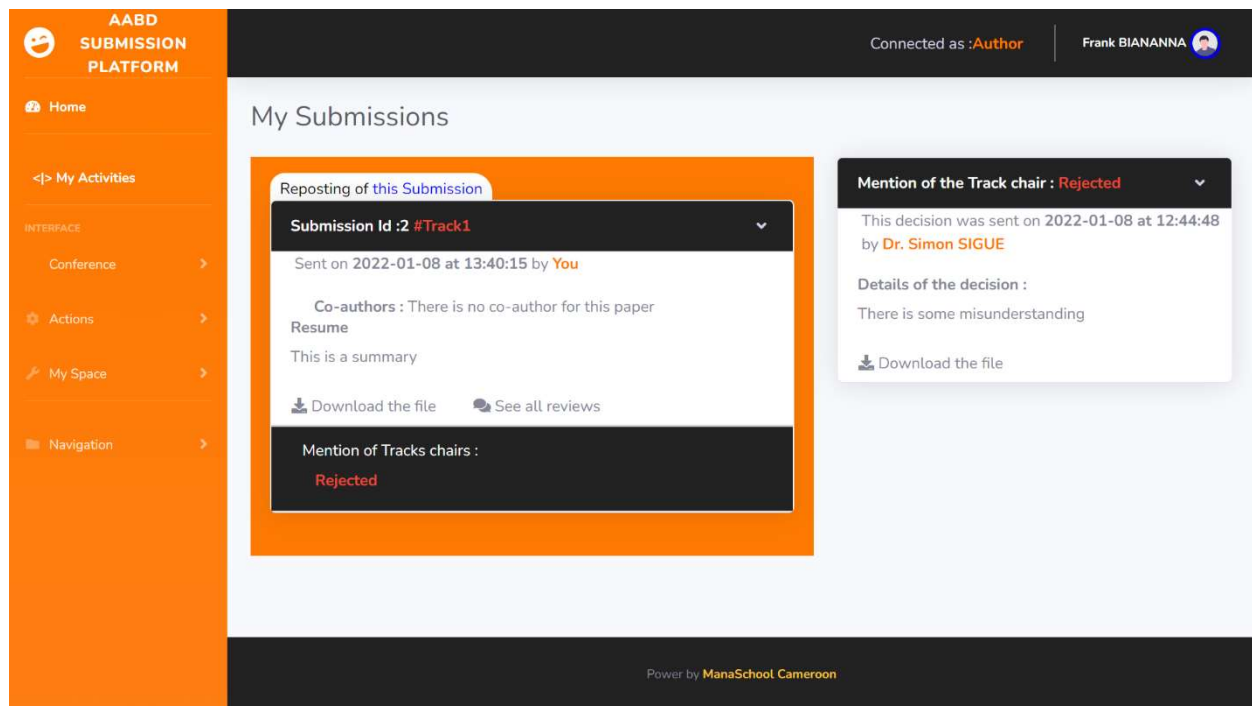 AABD
SUBMISSION
PLATFORM
Connected as :Author
Frank BIANANNA
Home
<|> My Activities
INTERFACE
Conference
Actions
My Space
Navigation
My Submissions
Reposting of this Submission
Submission Id :2 #Track1
Sent on 2022-01-08 at 13:40:15 by You
Co-authors : There is no co-author for this paper
Resume
This is a summary
Download the file
See all reviews
Mention of Tracks chairs :
Rejected
Mention of the Track chair : Rejected
This decision was sent on 2022-01-08 at 12:44:48
by Dr. Simon SIGUE
Details of the decision :
There is some misunderstanding
Download the file
Power by ManaSchool Cameroon